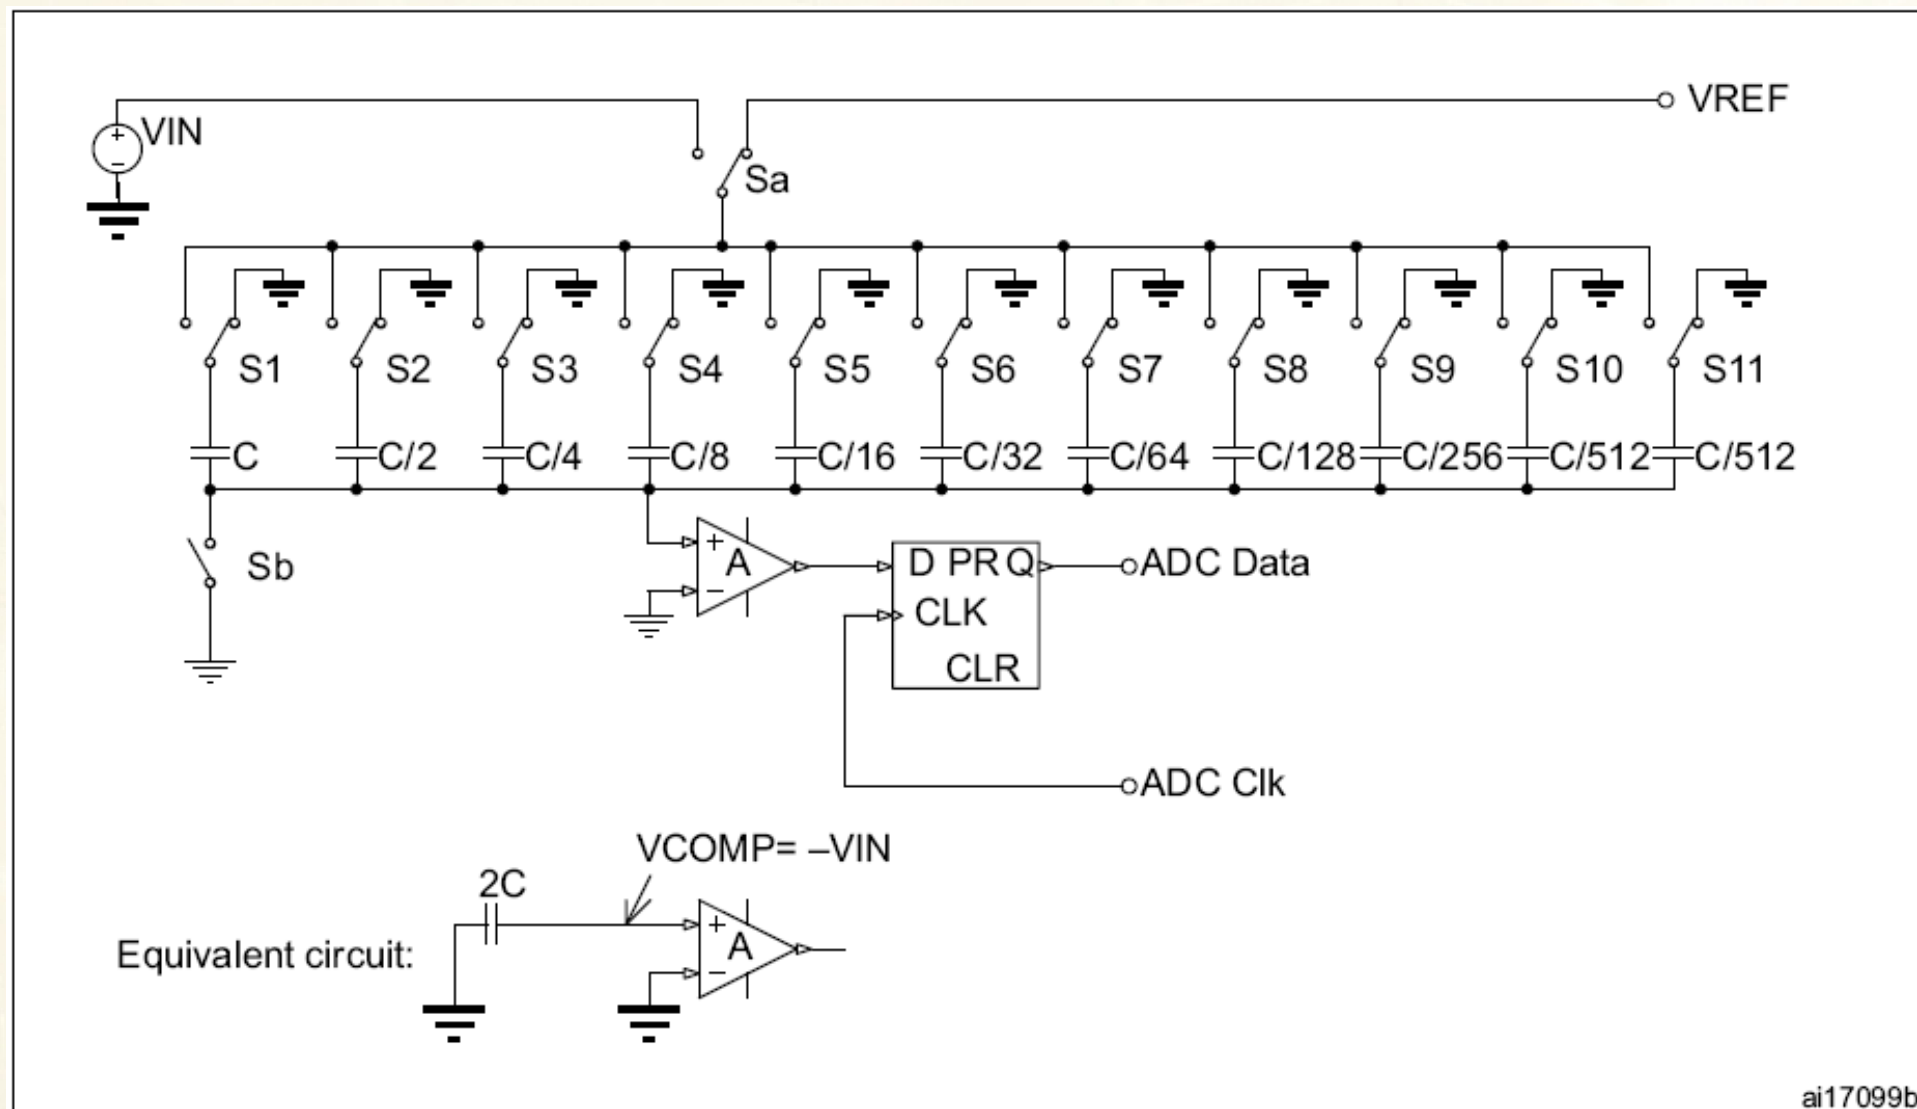 VREF
VIN
+
−
Sa
S1 S2 S3 S4 S5 S6 S7 S8 S9 S10 S11
C C/2 C/4 C/8 C/16 C/32 C/64 C/128 C/256 C/512 C/512
Sb
+
A
−
D PR Q
CLK
CLR
ADC Data
ADC Clk
VCOMP= –VIN
2C
+
A
−
Equivalent circuit:
ai17099b